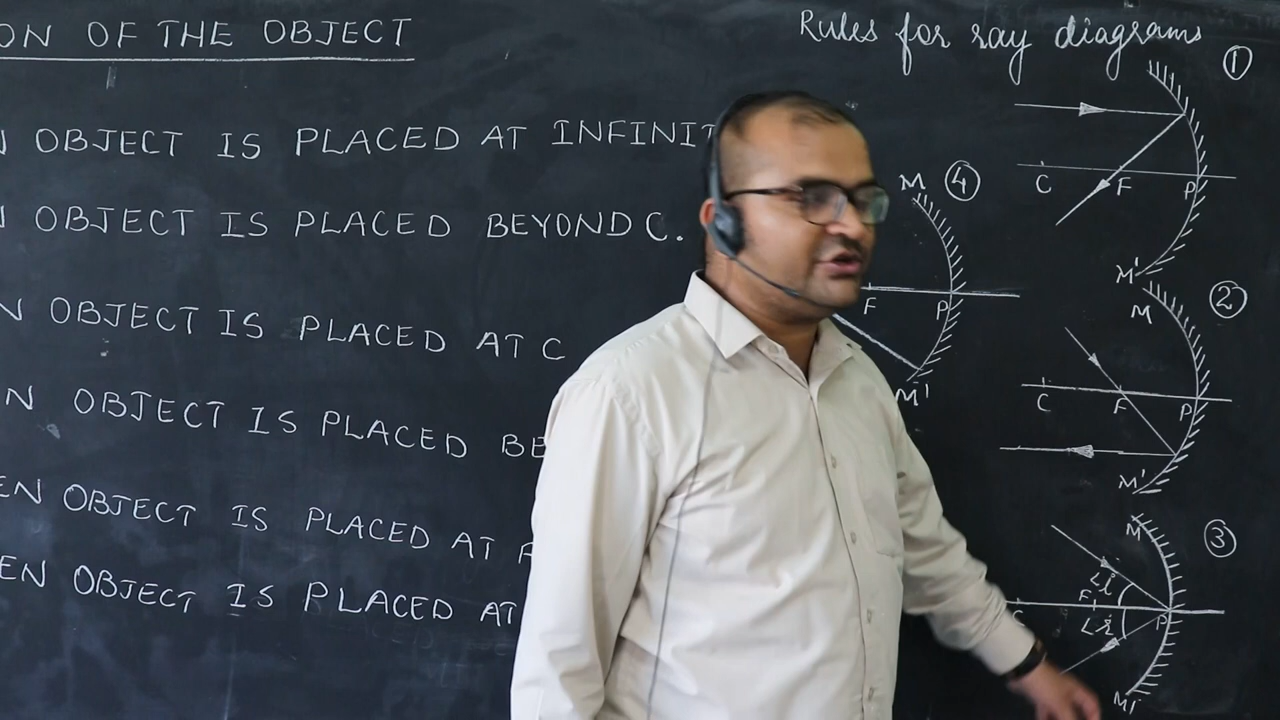 ON OF THE OBJECT
OBJECT IS PLACED AT INFINIT
OBJECT IS PLACED BEYOND C.
N OBJECT IS PLACED AT C
N OBJECT IS PLACED BE
EN OBJECT IS PLACED AT
EN OBJECT IS PLACED AT
Rules for ray diagrams
1
C F P
M'
4
M
F P
M'
2
M
C F P
M'
3
M
∠i
F P
∠r
M'